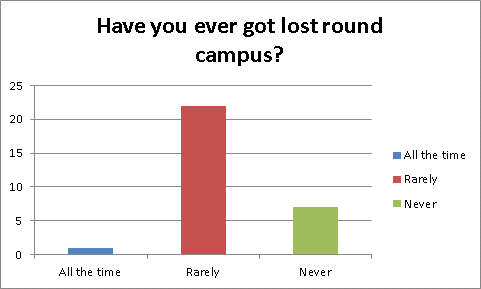 Have you ever got lost round
campus?
25
20
15
10
5
0
All the time
Rarely
Never
All the time
Rarely
Never